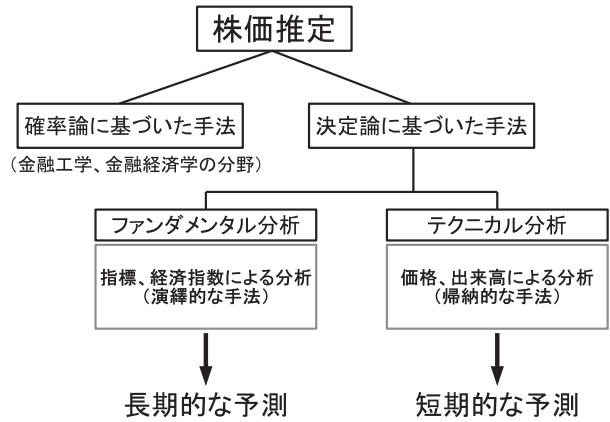 株価推定
確率論に基づいた手法
決定論に基づいた手法
（金融工学、金融経済学の分野）
ファンダメンタル分析
テクニカル分析
指標、経済指数による分析
（演繹的な手法）
価格、出来高による分析
（帰納的な手法）
長期的な予測
短期的な予測